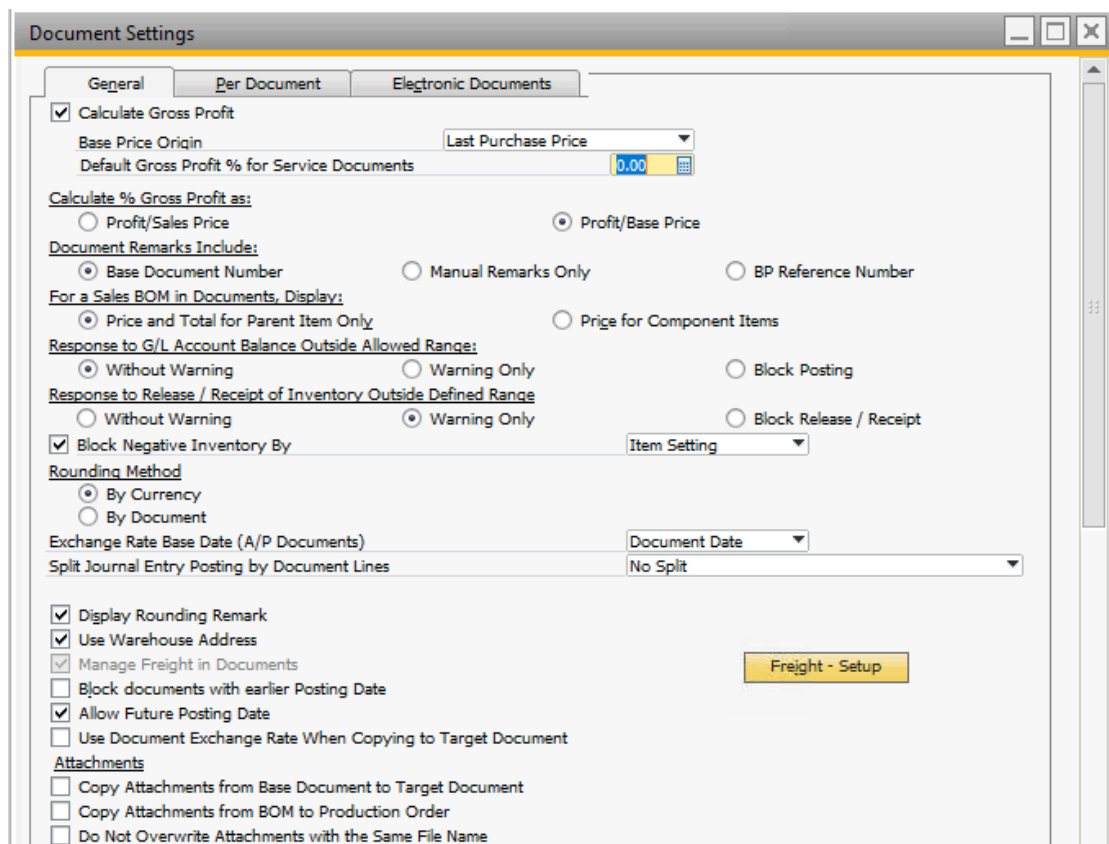 Document Settings
General Per Document Electronic Documents
Calculate Gross Profit
Base Price Origin Last Purchase Price
Default Gross Profit % for Service Documents 0.00
Calculate % Gross Profit as:
Profit/Sales Price Profit/Base Price
Document Remarks Include:
Base Document Number Manual Remarks Only BP Reference Number
For a Sales BOM in Documents, Display:
Price and Total for Parent Item Only Price for Component Items
Response to G/L Account Balance Outside Allowed Range:
Without Warning Warning Only Block Posting
Response to Release / Receipt of Inventory Outside Defined Range
Without Warning Warning Only Block Release / Receipt
Block Negative Inventory By Item Setting
Rounding Method
By Currency
By Document
Exchange Rate Base Date (A/P Documents) Document Date
Split Journal Entry Posting by Document Lines No Split
Display Rounding Remark
Use Warehouse Address
Manage Freight in Documents Freight - Setup
Block documents with earlier Posting Date
Allow Future Posting Date
Use Document Exchange Rate When Copying to Target Document
Attachments
Copy Attachments from Base Document to Target Document
Copy Attachments from BOM to Production Order
Do Not Overwrite Attachments with the Same File Name